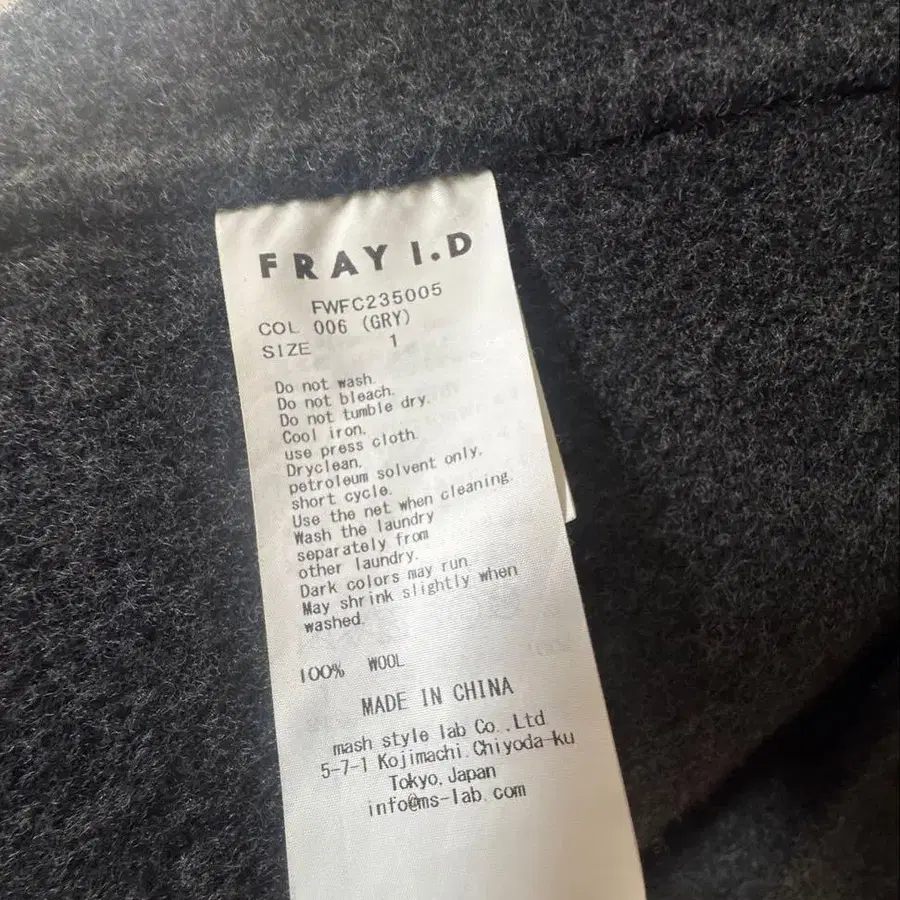 FRAY I.D
FWFC235005
COL 006 (GRY)
SIZE 1
Do not wash.
Do not bleach.
Do not tumble dry.
Cool iron.
use press cloth.
Dryclean.
petroleum solvent only.
short cycle.
Use the net when cleaning.
Wash the laundry
separately from
other laundry.
Dark colors may run.
May shrink slightly when
washed.
100% WOOL
MADE IN CHINA
mash style lab Co.,Ltd.
5-7-1 Kojimachi.Chiyoda-ku
Tokyo.Japan
info@ms-lab.com